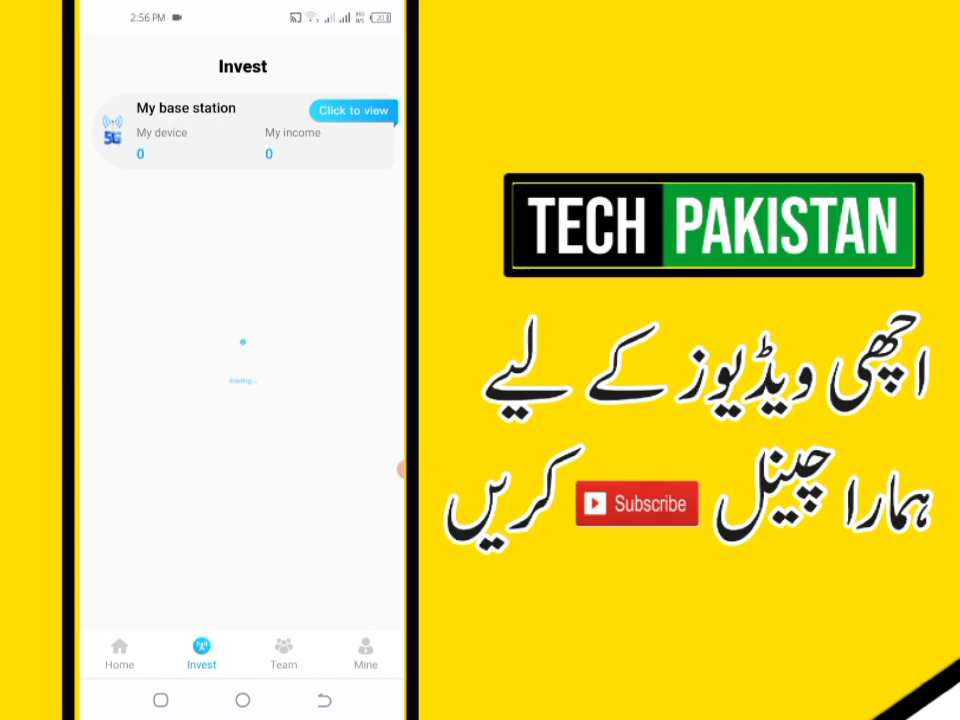 2:56 PM
Invest
My base station
Click to view
5G
My device
My income
0
0
loading...
Home
Invest
Team
Mine
TECH PAKISTAN
اچھی ویڈیوز کے لیے
ہمارا چینل Subscribe کریں